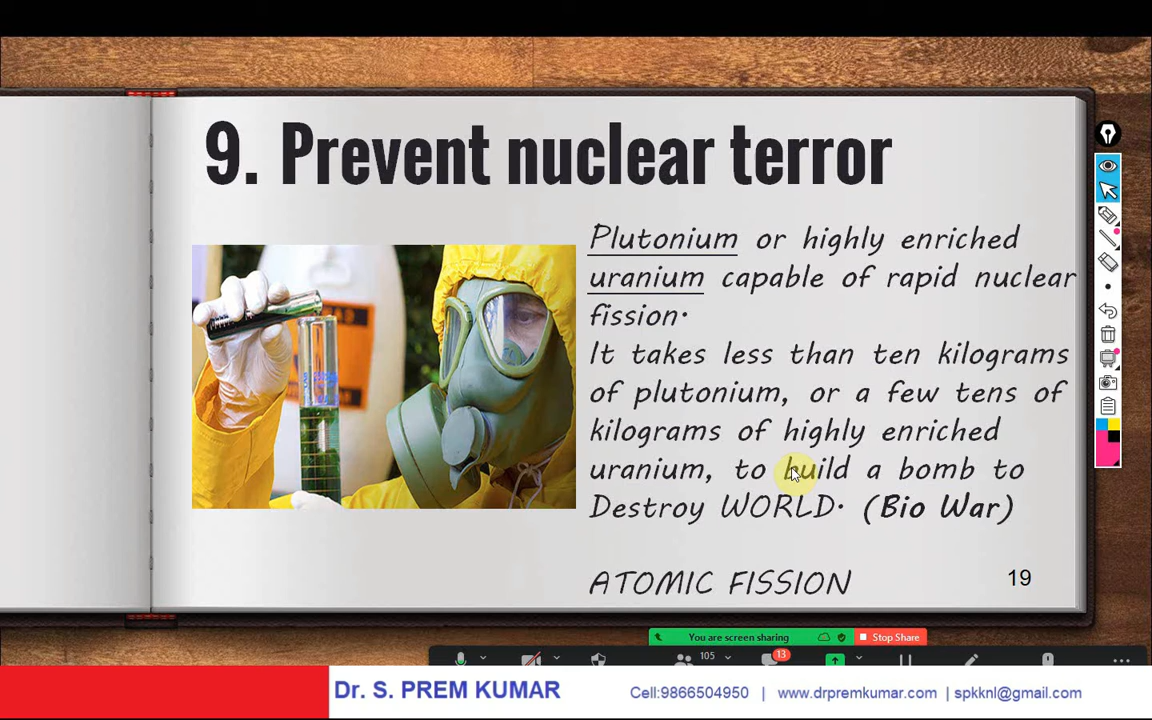 9. Prevent nuclear terror
Plutonium or highly enriched
uranium capable of rapid nuclear
fission.
It takes less than ten kilograms
of plutonium, or a few tens of
kilograms of highly enriched
uranium, to build a bomb to
Destroy WORLD. (Bio War)
ATOMIC FISSION
19
You are screen sharing
Stop Share
105
13
Dr. S. PREM KUMAR
Cell:9866504950 | www.drpremkumar.com | spkknl@gmail.com